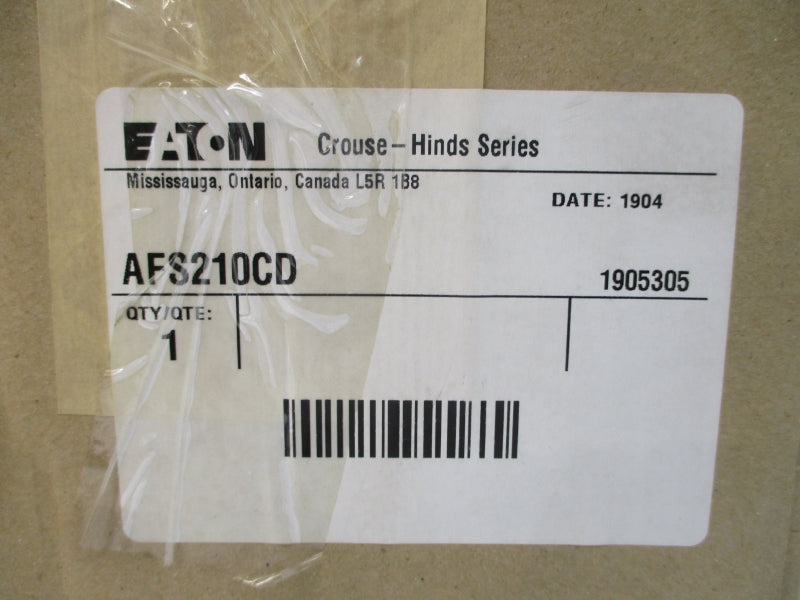 EATON Crouse-Hinds Series
Mississauga, Ontario, Canada L5R 1B8
DATE: 1904
AFS210CD 1905305
QTY/QTE:
1